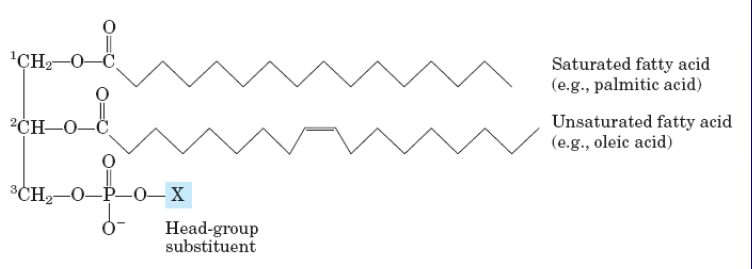 O
¹CH₂—O—C
Saturated fatty acid
(e.g., palmitic acid)
O
²CH—O—C
Unsaturated fatty acid
(e.g., oleic acid)
O
³CH₂—O—P—O—X
O⁻
Head-group
substituent